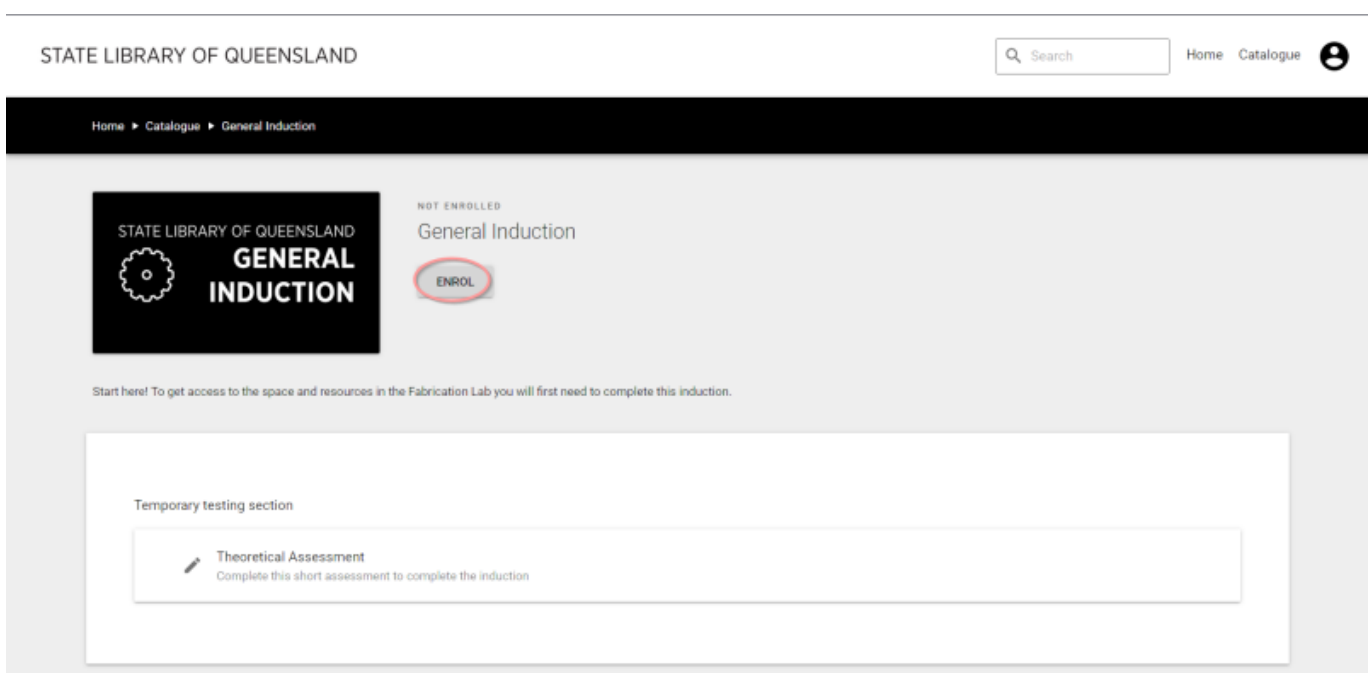 STATE LIBRARY OF QUEENSLAND
Search
Home Catalogue
Home ▸ Catalogue ▸ General Induction
STATE LIBRARY OF QUEENSLAND
GENERAL
INDUCTION
NOT ENROLLED
General Induction
ENROL
Start here! To get access to the space and resources in the Fabrication Lab you will first need to complete this induction.
Temporary testing section
Theoretical Assessment
Complete this short assessment to complete the induction